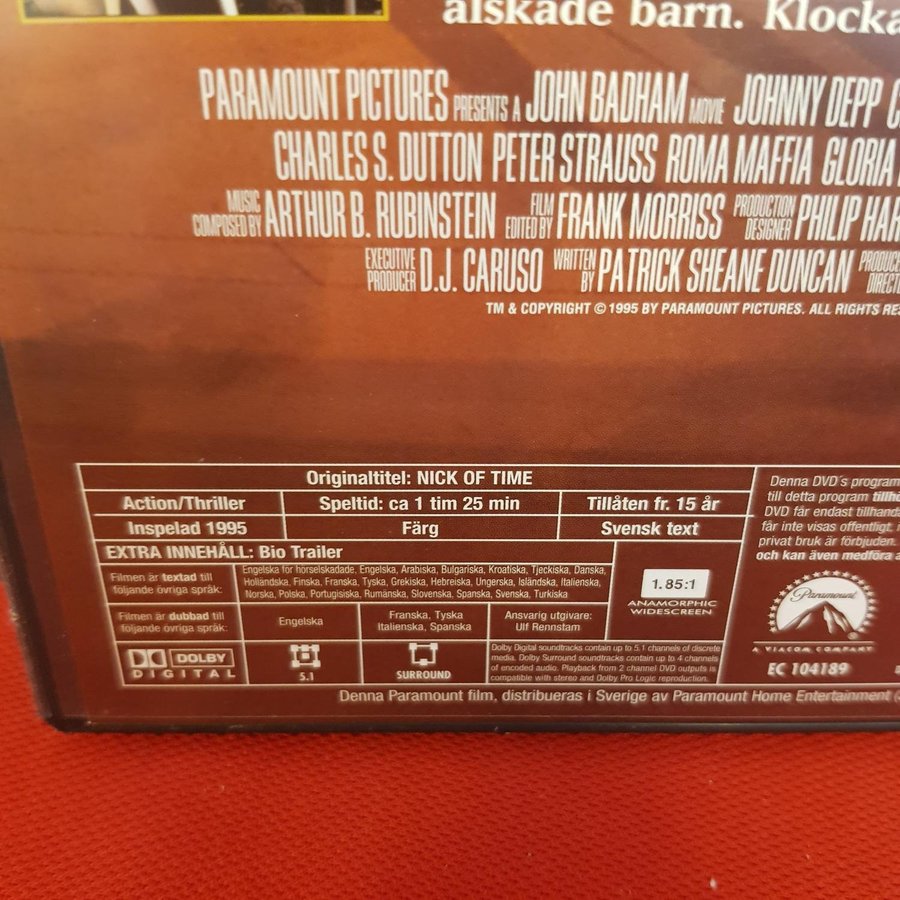 älskade barn. Klocka
PARAMOUNT PICTURES PRESENTS A JOHN BADHAM MOVIE JOHNNY DEPP
CHARLES S. DUTTON PETER STRAUSS ROMA MAFFIA GLORIA
MUSIC COMPOSED BY ARTHUR B. RUBINSTEIN FILM EDITED BY FRANK MORRISS PRODUCTION DESIGNER PHILIP HAR
EXECUTIVE PRODUCER D.J. CARUSO WRITTEN BY PATRICK SHEANE DUNCAN PRODUCE DIRECT
TM & COPYRIGHT © 1995 BY PARAMOUNT PICTURES. ALL RIGHTS RES
Originaltitel: NICK OF TIME
Action/Thriller Speltid: ca 1 tim 25 min Tillåten fr. 15 år
Inspelad 1995 Färg Svensk text
EXTRA INNEHÅLL: Bio Trailer
Filmen är textad till
följande övriga språk:
Engelska för hörselskadade, Engelska, Arabiska, Bulgariska, Kroatiska, Tjeckiska, Danska,
Holländska, Finska, Franska, Tyska, Grekiska, Hebreiska, Ungerska, Isländska, Italienska,
Norska, Polska, Portugisiska, Rumänska, Slovenska, Spanska, Svenska, Turkiska
1.85:1
ANAMORPHIC
WIDESCREEN
Filmen är dubbad till
följande övriga språk:
Engelska
Franska, Tyska
Italienska, Spanska
Ansvarig utgivare:
Ulf Rennstam
DOLBY
DIGITAL
5.1
SURROUND
Dolby Digital soundtracks contain up to 5.1 channels of discrete
media. Dolby Surround soundtracks contain up to 4 channels
of encoded audio. Playback from 2 channel DVD outputs is
compatible with stereo and Dolby Pro Logic reproduction.
Denna DVD´s program
till detta program tillhö
DVD får endast tillhanda
får inte visas offentligt,
privat bruk är förbjuden.
och kan även medföra a
Paramount
A VIACOM COMPANY
EC 104189
Denna Paramount film, distribueras i Sverige av Paramount Home Entertainment